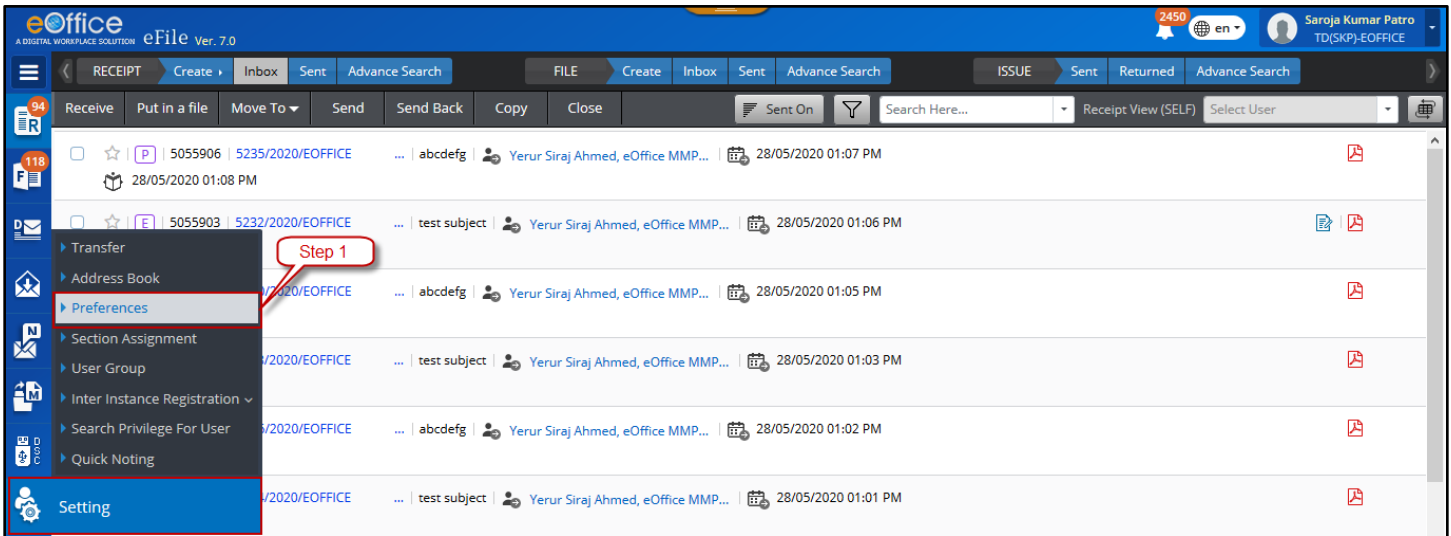 eOffice
A DIGITAL WORKPLACE SOLUTION eFile Ver. 7.0
2450 en Saroja Kumar Patro
TD(SKP)-EOFFICE
RECEIPT Create Inbox Sent Advance Search FILE Create Inbox Sent Advance Search ISSUE Sent Returned Advance Search
94 R Receive Put in a file Move To Send Send Back Copy Close Sent On Search Here... Receipt View (SELF) Select User
P 5055906 5235/2020/EOFFICE ... abcdefg Yerur Siraj Ahmed, eOffice MMP... 28/05/2020 01:07 PM
118 F 28/05/2020 01:08 PM
D E 5055903 5232/2020/EOFFICE ... test subject Yerur Siraj Ahmed, eOffice MMP... 28/05/2020 01:06 PM
Transfer
Step 1
Address Book
/2020/EOFFICE ... abcdefg Yerur Siraj Ahmed, eOffice MMP... 28/05/2020 01:05 PM
Preferences
N
Section Assignment
/2020/EOFFICE ... test subject Yerur Siraj Ahmed, eOffice MMP... 28/05/2020 01:03 PM
User Group
M Inter Instance Registration
Search Privilege For User /2020/EOFFICE ... abcdefg Yerur Siraj Ahmed, eOffice MMP... 28/05/2020 01:02 PM
DSC
Quick Noting
Setting /2020/EOFFICE ... test subject Yerur Siraj Ahmed, eOffice MMP... 28/05/2020 01:01 PM